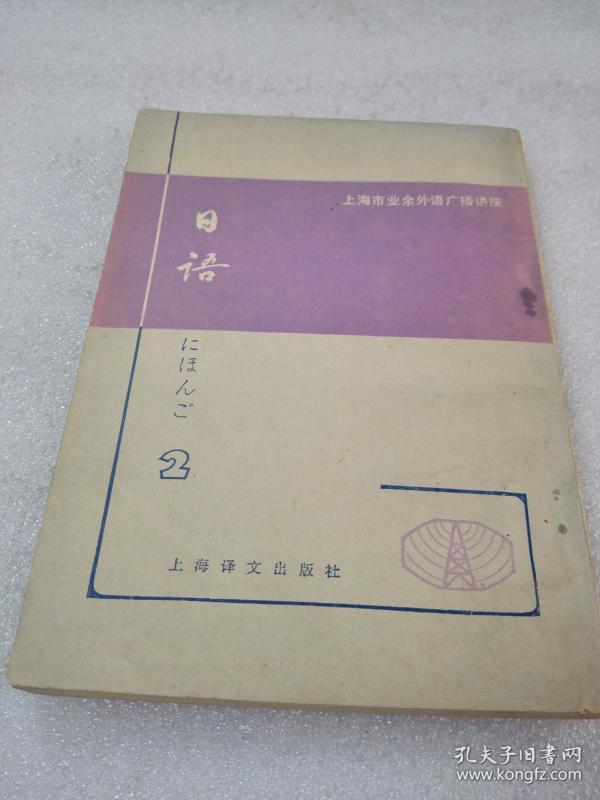 上海市业余外语广播讲座
日语
にほんご
2
上海译文出版社
孔夫子旧书网
www.kongfz.com